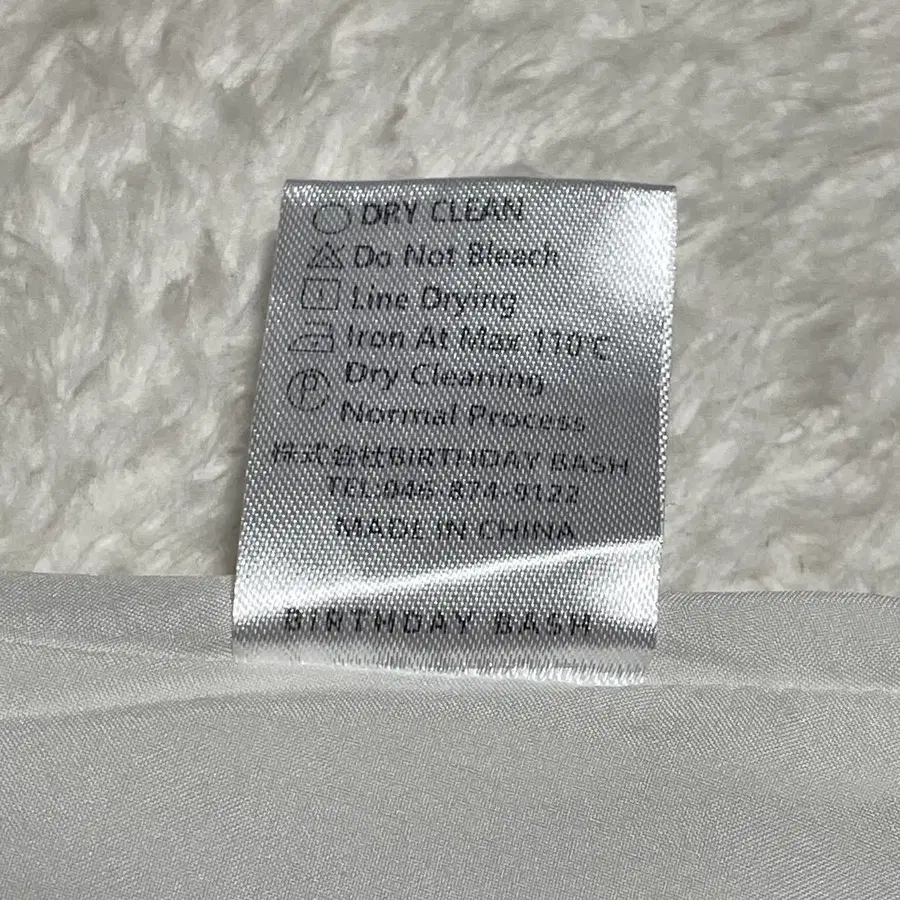 DRY CLEAN
Do Not Bleach
Line Drying
Iron At Max 110℃
P Dry Cleaning
Normal Process
株式会社BIRTHDAY BASH
TEL.046-874-9122
MADE IN CHINA
BIRTHDAY BASH